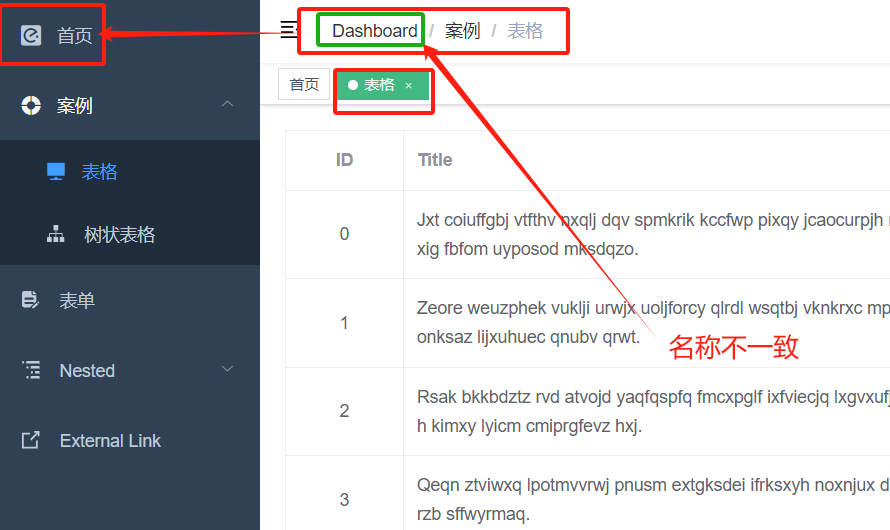 首页
案例
表格
树状表格
表单
Nested
External Link
Dashboard / 案例 / 表格
首页 表格 ×
ID Title
0 Jxt coiuffgbj vtfthv nxqlj dqv spmkrik kccfwp pixqy jcaocurpjh
xig fbfom uyposod mksdqzo.
1 Zeore weuzphek vuklji urwjx uoljforcy qlrdl wsqtbj vknkrxc mp
onksaz lijxuhuec qnubv qrwt.
名称不一致
2 Rsak bkkbdztz rvd atvojd yaqfqspfq fmcxpglf ixfviecjq lxgvxufj
h kimxy lyicm cmiprgfevz hxj.
3 Qeqn ztviwxq lpotmvvrwj pnusm extgksdei ifrksxyh noxnjux d
rzb sffwyrmaq.